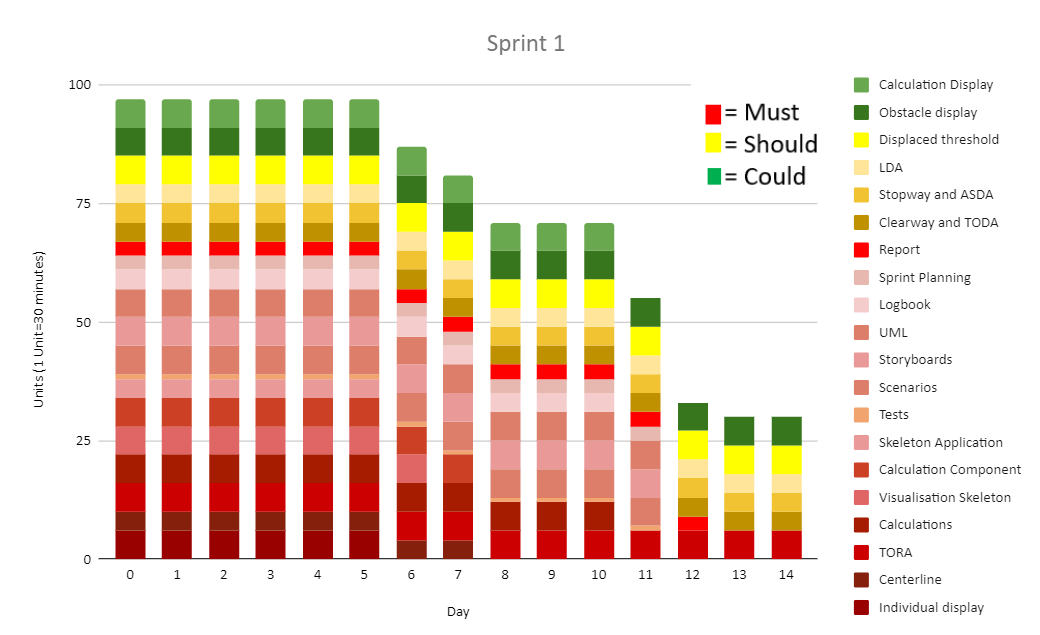 Sprint 1
100
75
50
25
0
Units (1 Unit=30 minutes)
0 1 2 3 4 5 6 7 8 9 10 11 12 13 14
Day
= Must
= Should
= Could
Calculation Display
Obstacle display
Displaced threshold
LDA
Stopway and ASDA
Clearway and TODA
Report
Sprint Planning
Logbook
UML
Storyboards
Scenarios
Tests
Skeleton Application
Calculation Component
Visualisation Skeleton
Calculations
TORA
Centerline
Individual display